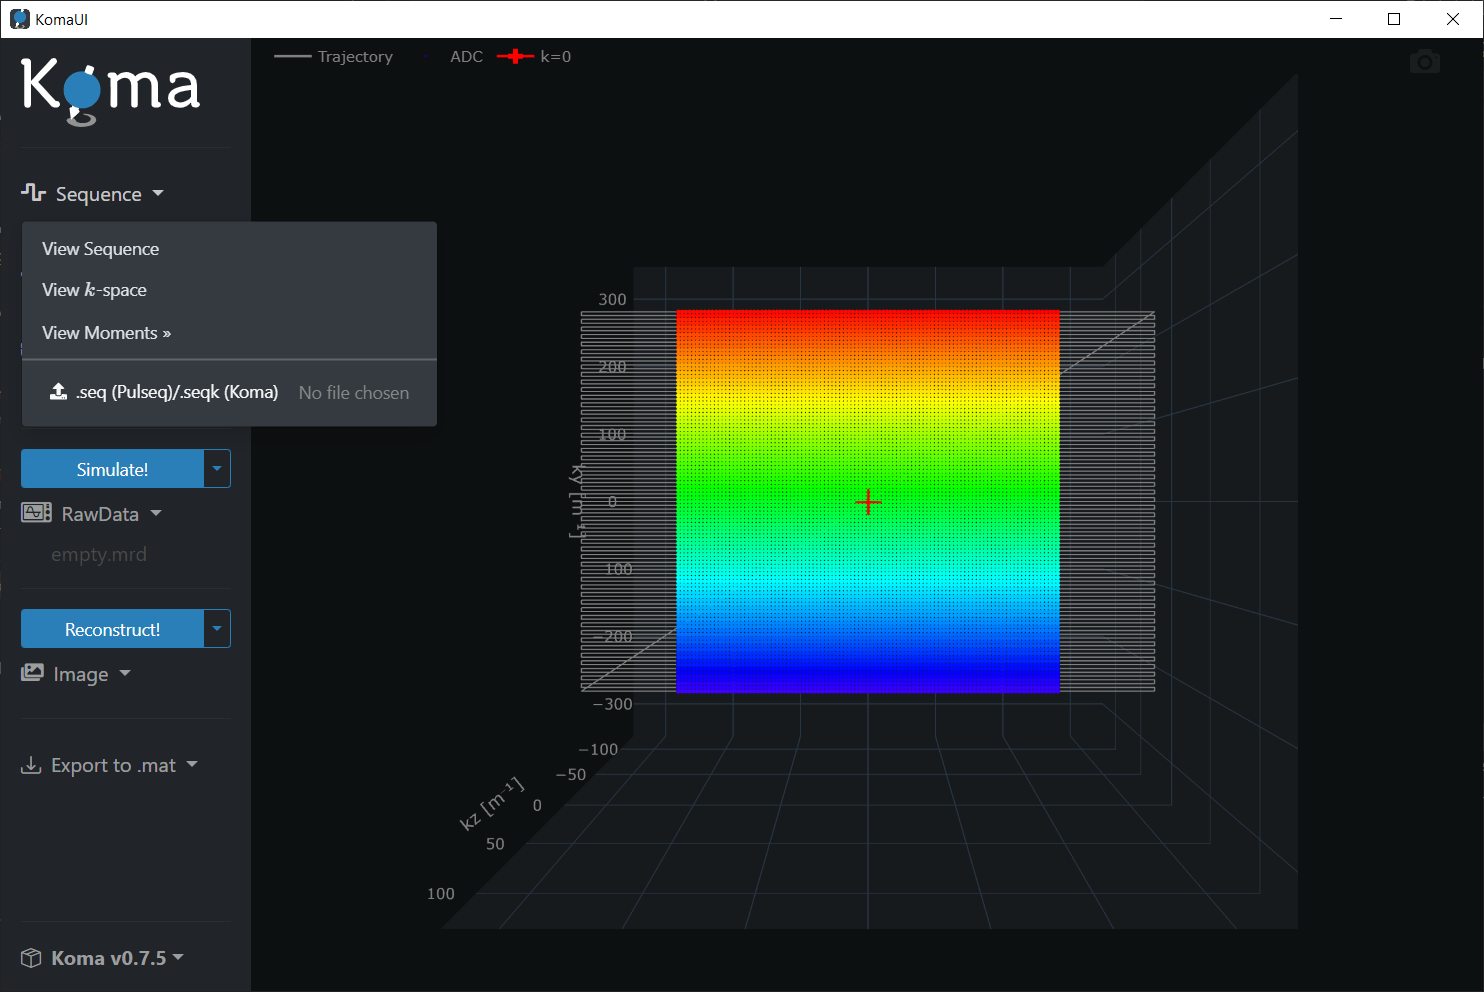 KomaUI
Koma
Trajectory ADC k=0
Sequence
View Sequence
View k-space
View Moments »
.seq (Pulseq)/.seqk (Koma) No file chosen
Simulate!
RawData
empty.mrd
Reconstruct!
Image
Export to .mat
Koma v0.7.5
300
200
100
0
100
−200
−300
ky [m⁻¹]
−100
−50
0
50
100
kz [m⁻¹]